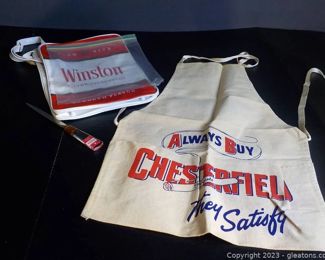 Winston
ALWAYS BUY
CHESTERFIELD
They Satisfy
Copyright © 2023 - gleatons.com